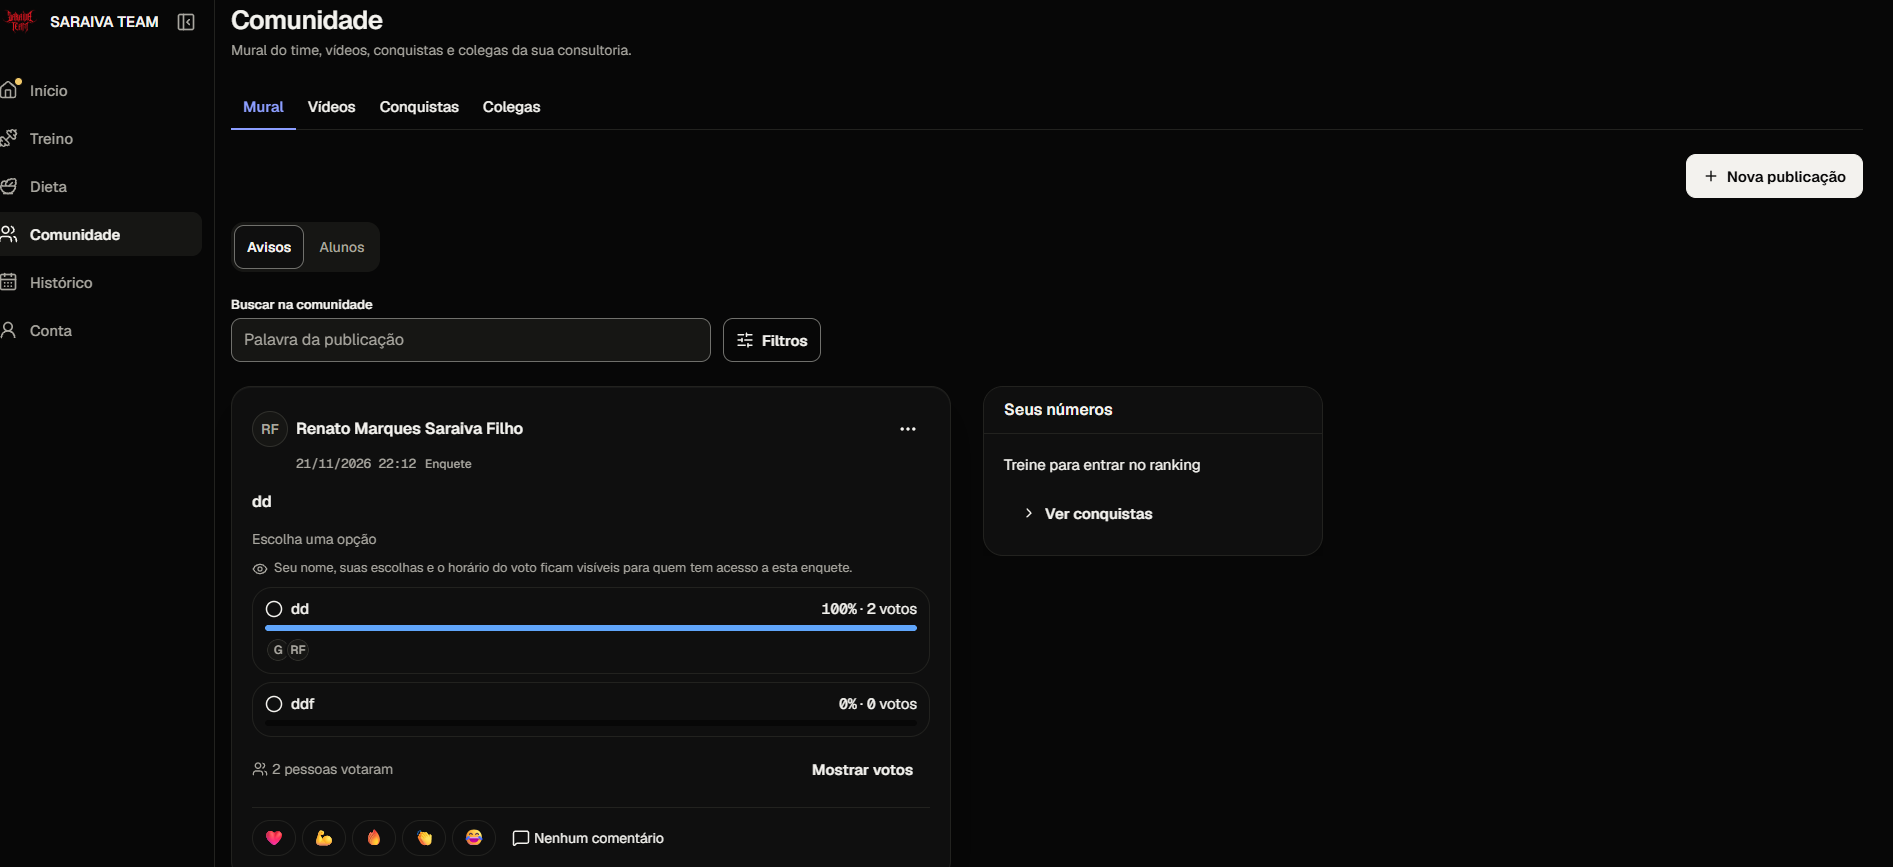 SARAIVA TEAM
Início
Treino
Dieta
Comunidade
Histórico
Conta
Comunidade
Mural do time, vídeos, conquistas e colegas da sua consultoria.
Mural Vídeos Conquistas Colegas
+ Nova publicação
Avisos Alunos
Buscar na comunidade
Palavra da publicação
Filtros
RF Renato Marques Saraiva Filho
21/11/2026 22:12 Enquete
dd
Escolha uma opção
Seu nome, suas escolhas e o horário do voto ficam visíveis para quem tem acesso a esta enquete.
dd 100% · 2 votos
G RF
ddf 0% · 0 votos
2 pessoas votaram Mostrar votos
Nenhum comentário
Seus números
Treine para entrar no ranking
Ver conquistas